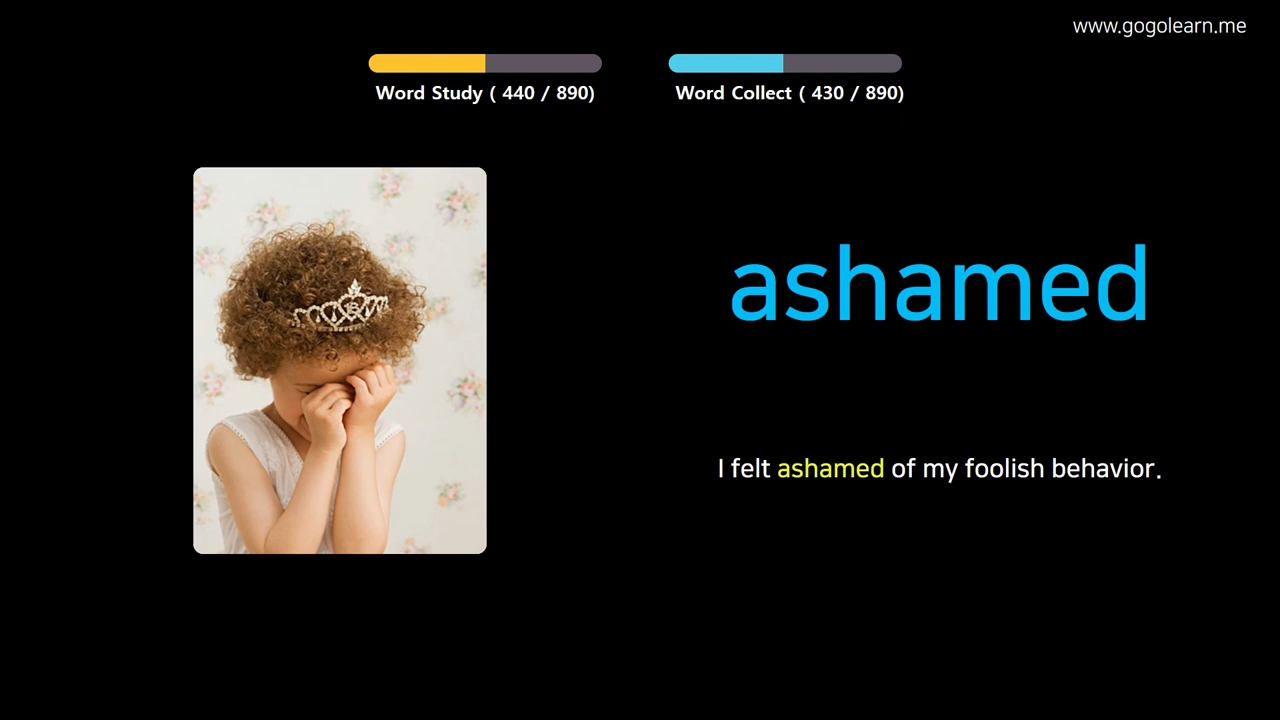 www.gogolearn.me
Word Study ( 440 / 890)
Word Collect ( 430 / 890)
ashamed
I felt ashamed of my foolish behavior.